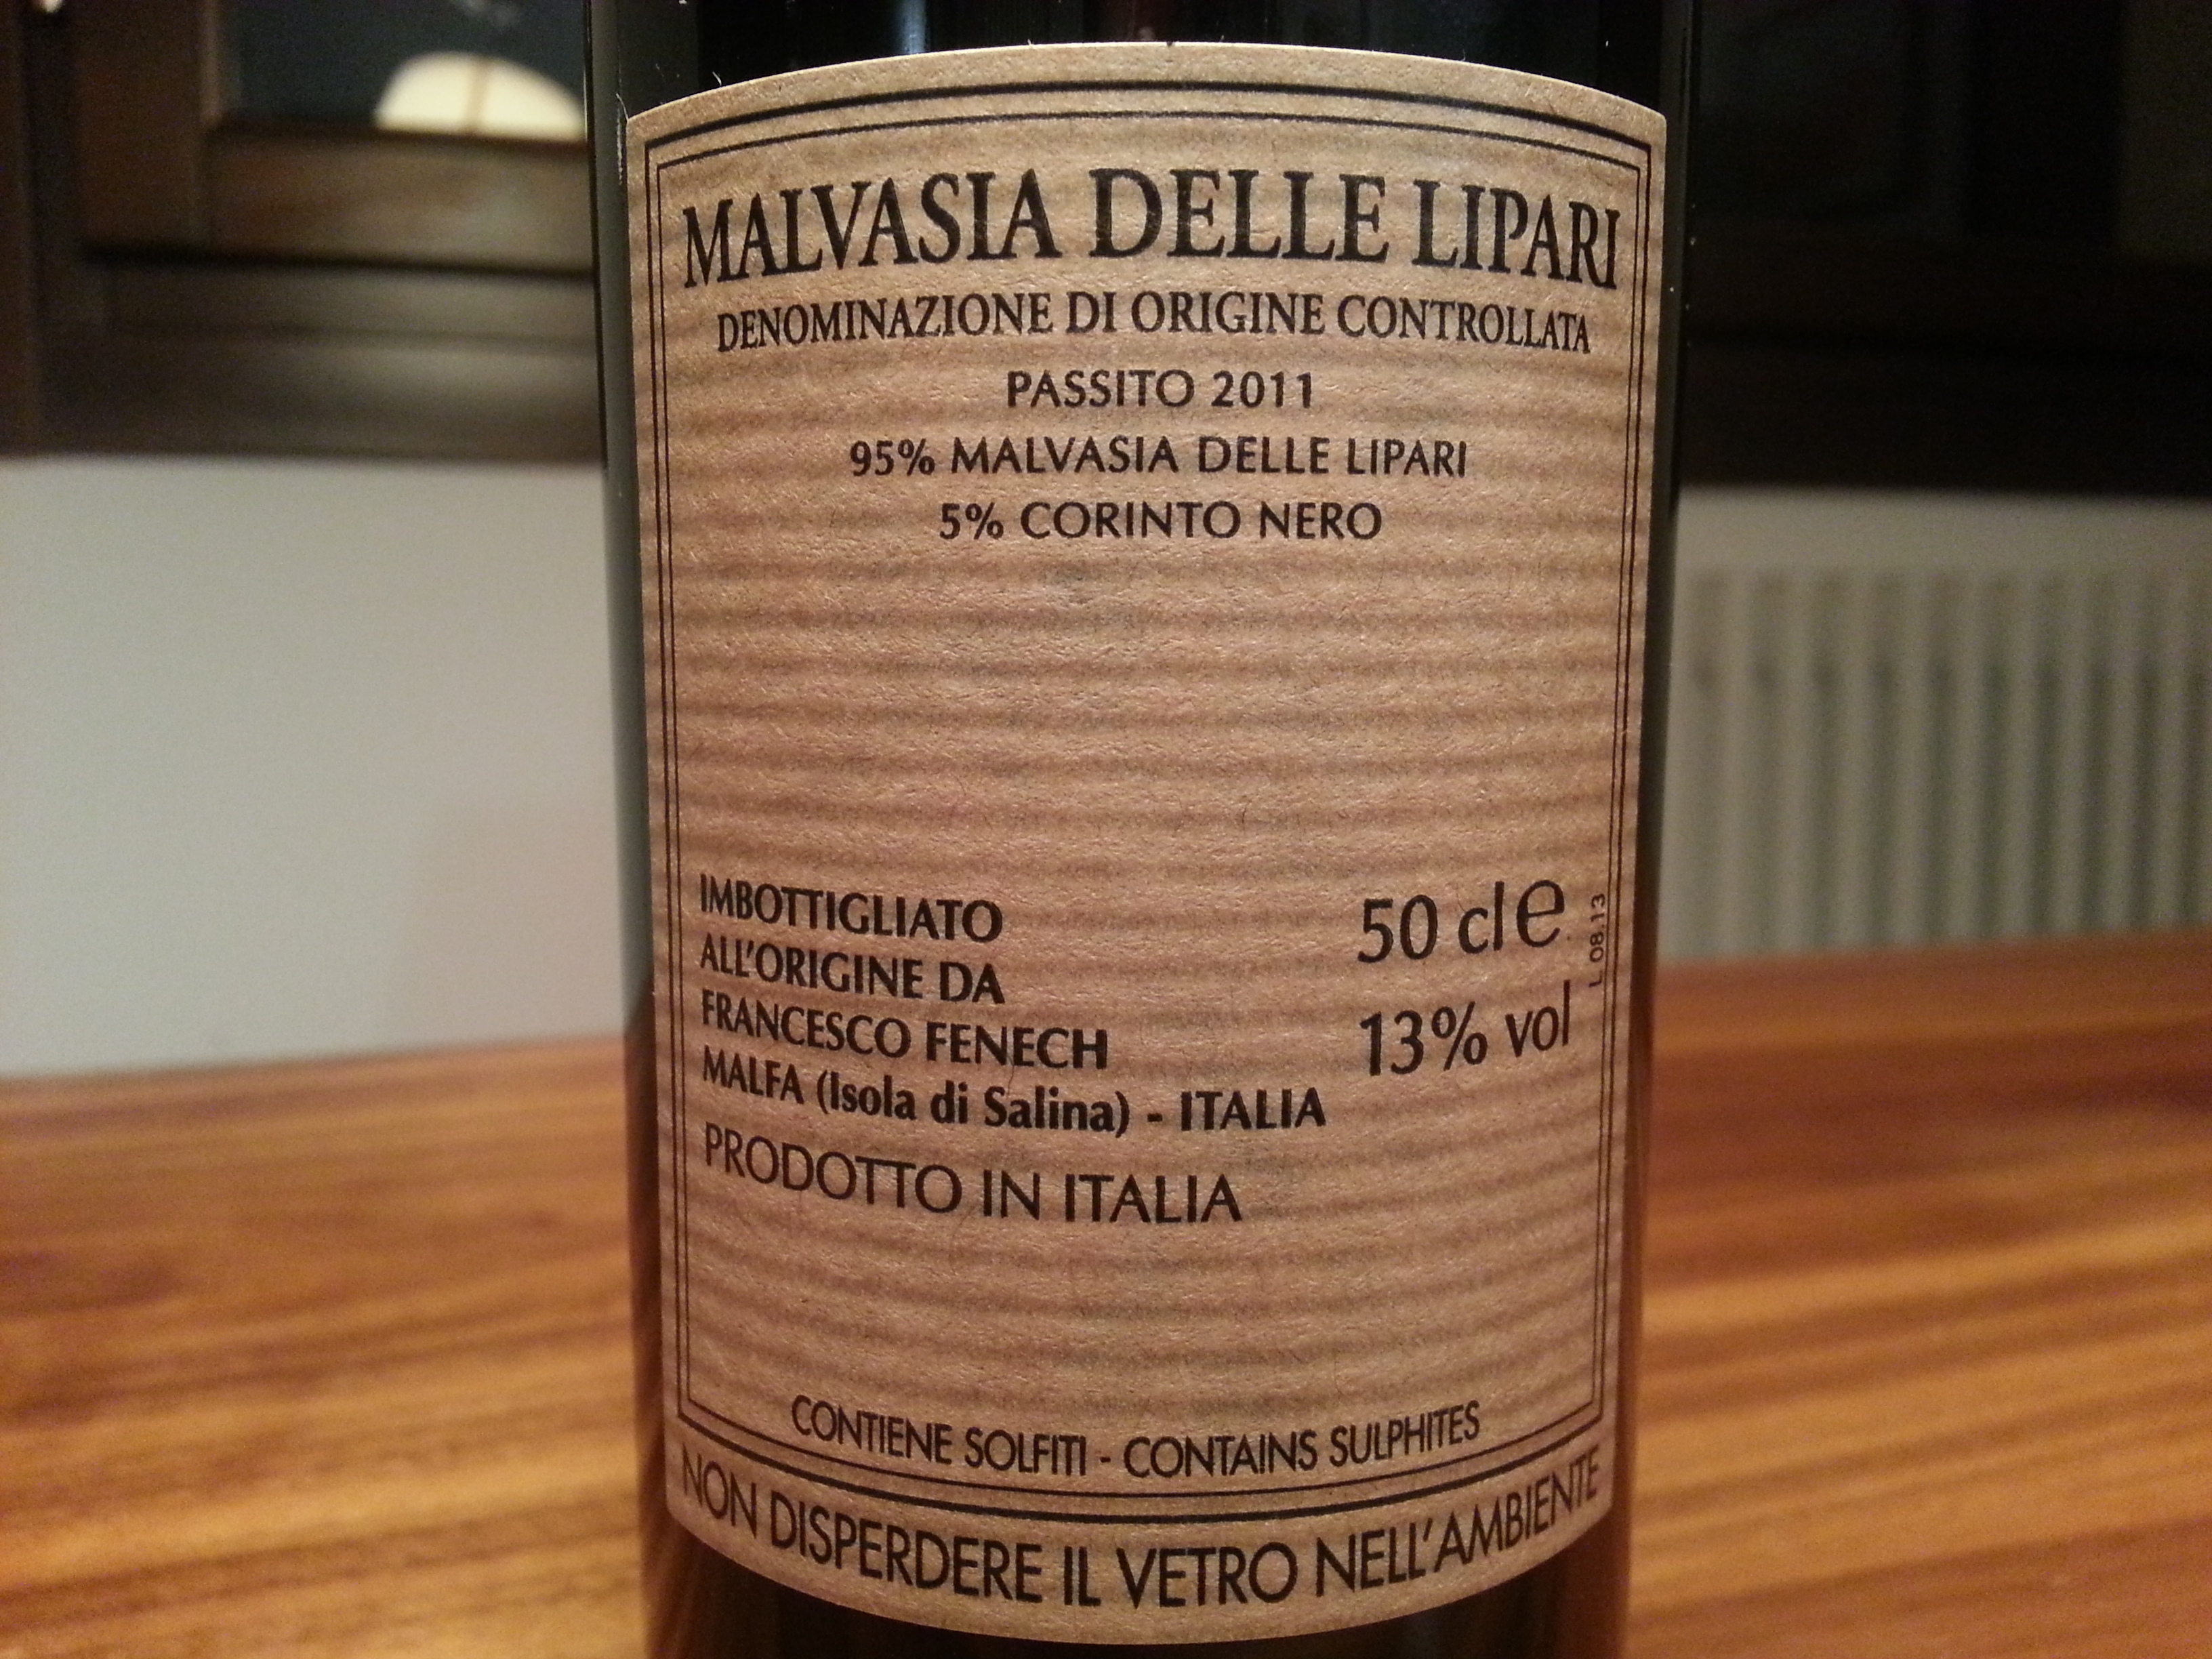 MALVASIA DELLE LIPARI
DENOMINAZIONE DI ORIGINE CONTROLLATA
PASSITO 2011
95% MALVASIA DELLE LIPARI
5% CORINTO NERO
IMBOTTIGLIATO
ALL'ORIGINE DA
FRANCESCO FENECH
MALFA (Isola di Salina) - ITALIA
PRODOTTO IN ITALIA
50 cl e
13% vol
L. 08.13
CONTIENE SOLFITI - CONTAINS SULPHITES
NON DISPERDERE IL VETRO NELL'AMBIENTE